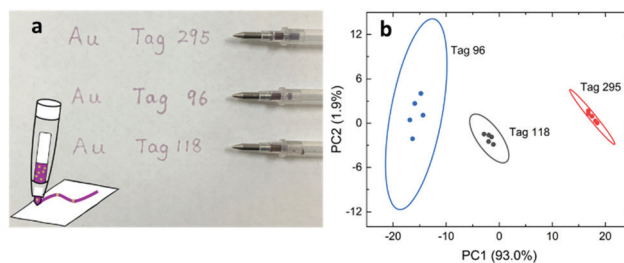 a
Au Tag 295
Au Tag 96
Au Tag 118
b
12
6
0
-6
-12
PC2 (1.9%)
Tag 96
Tag 118
Tag 295
-20 -10 0 10 20
PC1 (93.0%)